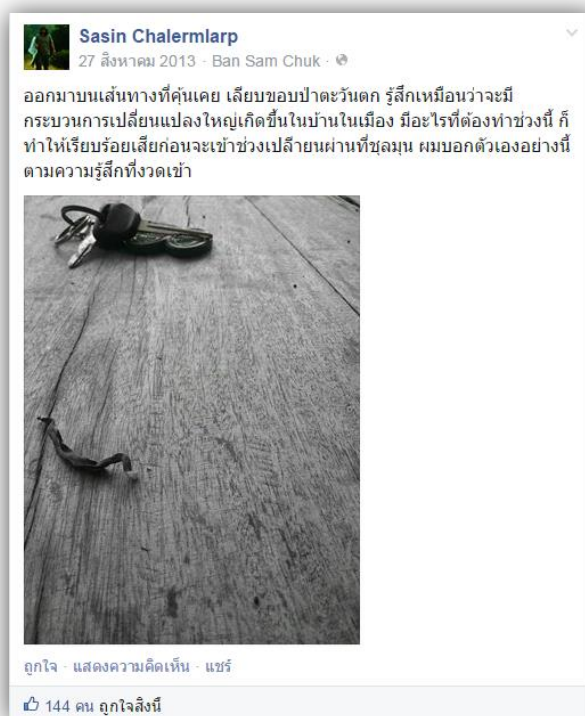 Sasin Chalermlarp
27 สิงหาคม 2013 · Ban Sam Chuk ·
ออกมาบนเส้นทางที่คุ้นเคย เลียบขอบป่าตะวันตก รู้สึกเหมือนว่าจะมี
กระบวนการเปลี่ยนแปลงใหญ่เกิดขึ้นในบ้านในเมือง มีอะไรที่ต้องทำช่วงนี้ ก็
ทำให้เรียบร้อยเสียก่อนจะเข้าช่วงเปลียนผ่านที่ชุลมุน ผมบอกตัวเองอย่างนี้
ตามความรู้สึกที่งวดเข้า
ถูกใจ · แสดงความคิดเห็น · แชร์
144 คน ถูกใจสิ่งนี้